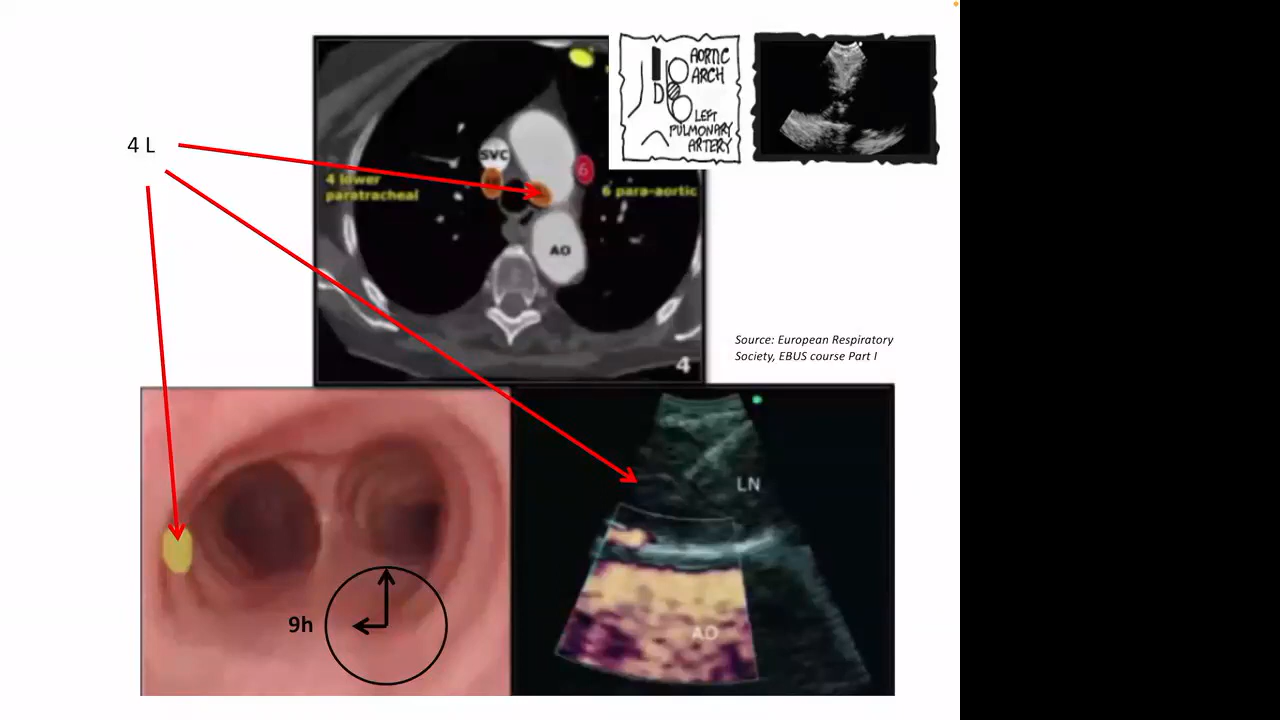 AORTIC
ARCH
D
LEFT
PULMONARY
ARTERY
4 L
SVC
4 lower
paratracheal
6
6 para-aortic
AO
4
Source: European Respiratory
Society, EBUS course Part I
LN
9h
AO